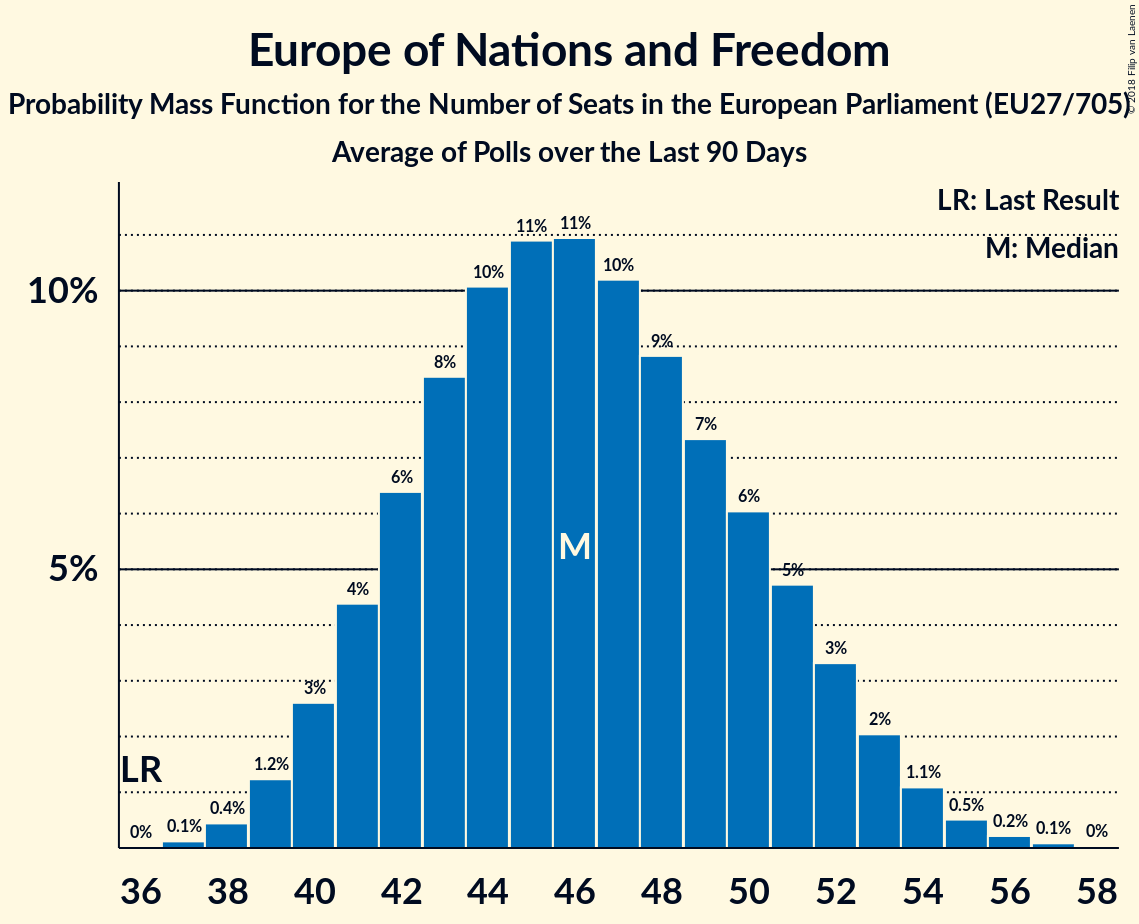 Europe of Nations and Freedom
Probability Mass Function for the Number of Seats in the European Parliament (EU27/705)
Average of Polls over the Last 90 Days
© 2018 Filip van Laenen
LR: Last Result
M: Median
10%
5%
LR
M
0%
0.1%
0.4%
1.2%
3%
4%
6%
8%
10%
11%
11%
10%
9%
7%
6%
5%
3%
2%
1.1%
0.5%
0.2%
0.1%
0%
36 38 40 42 44 46 48 50 52 54 56 58